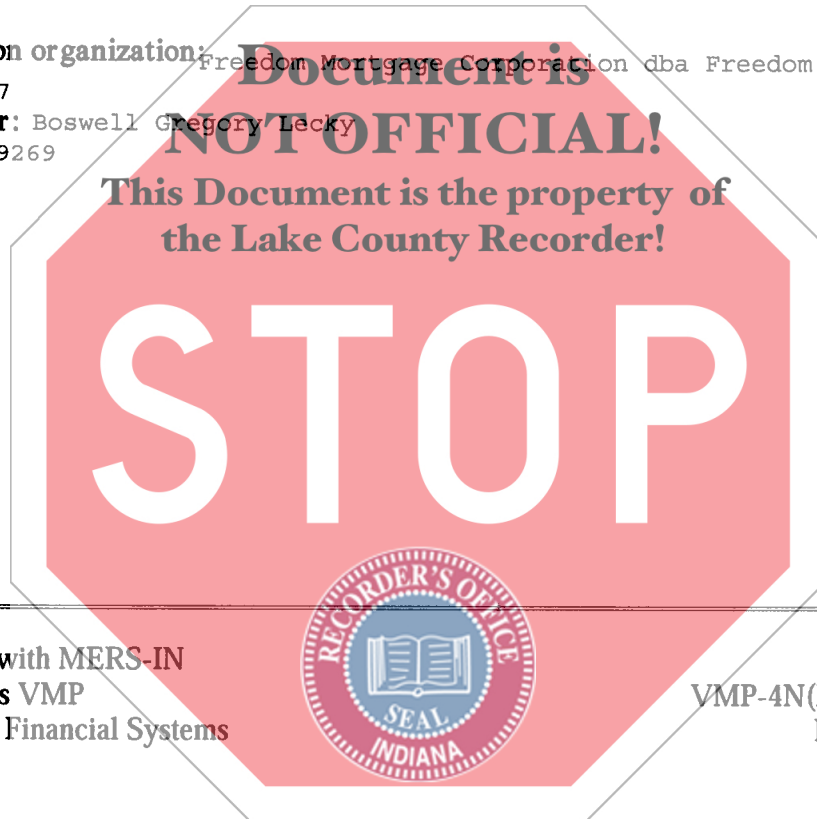 n organization: Freedom Mortgage Corporation dba Freedom
Document is
7
r: Boswell Gregory Lecky
NOT OFFICIAL!
9269
This Document is the property of
the Lake County Recorder!
STOP
RECORDER'S OFFICE
SEAL
INDIANA
with MERS-IN
s VMP
VMP-4N(
Financial Systems